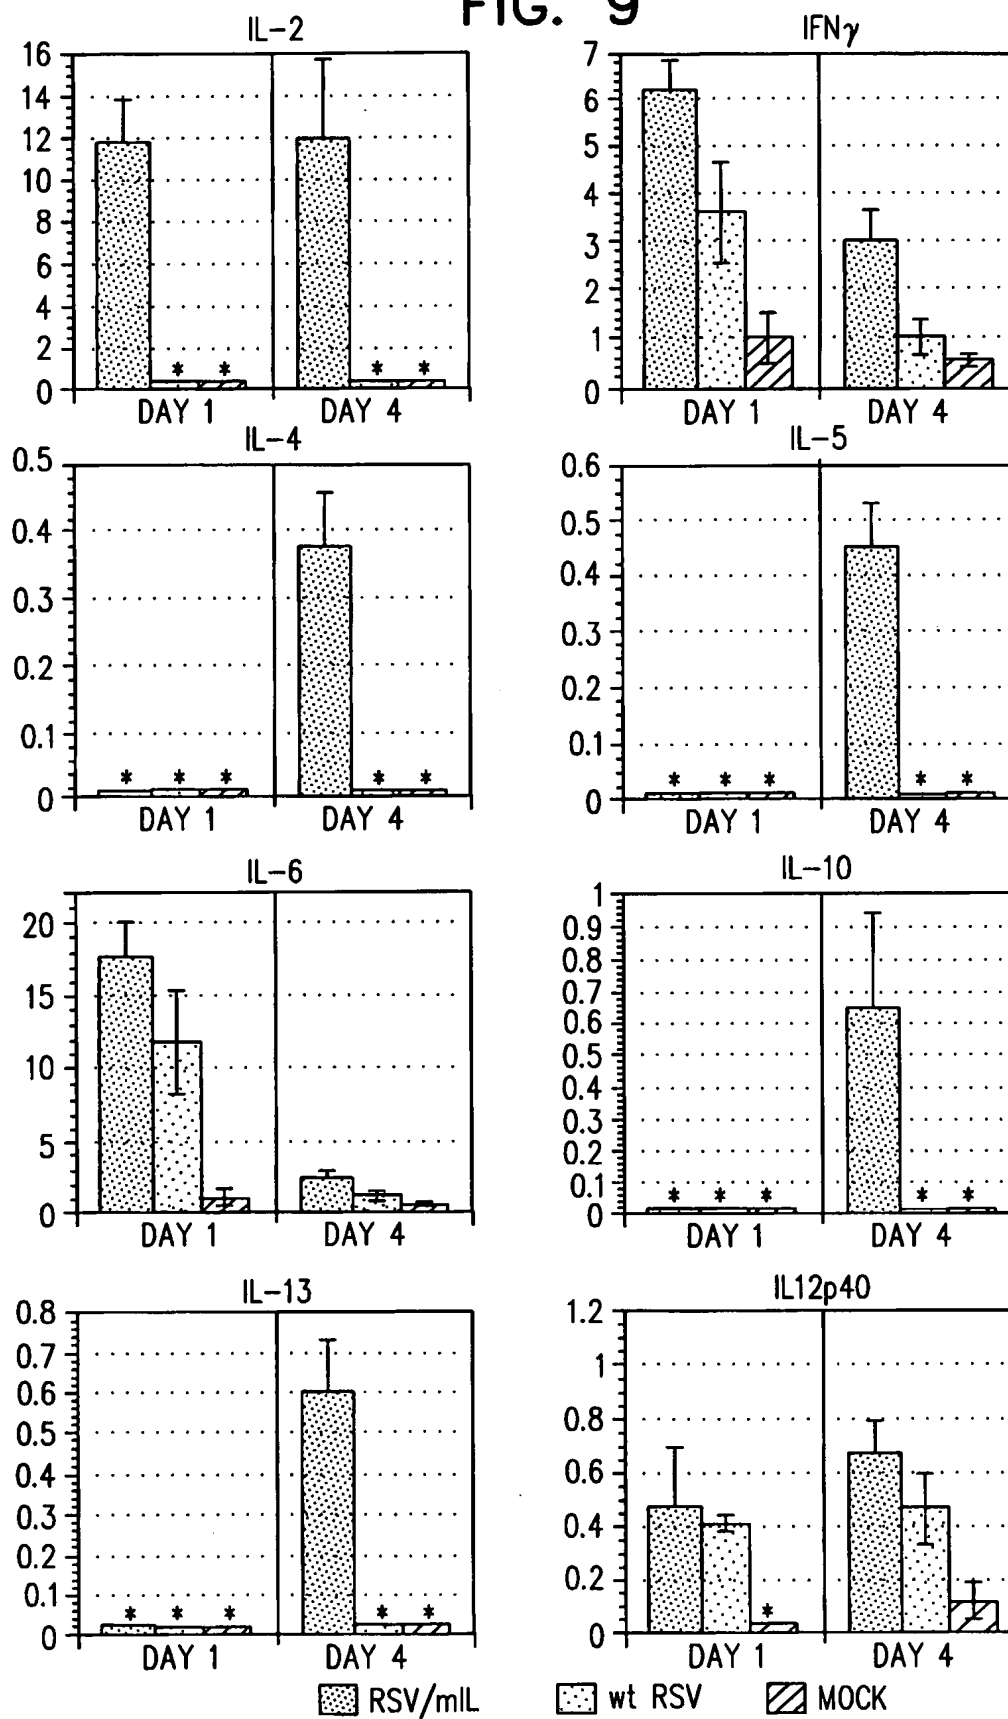 FIG. 9
IL-2
16
14
12
10
8
6
4
2
0
* * * *
DAY 1 DAY 4
IFNγ
7
6
5
4
3
2
1
0
DAY 1 DAY 4
IL-4
0.5
0.4
0.3
0.2
0.1
0
* * * * *
DAY 1 DAY 4
IL-5
0.6
0.5
0.4
0.3
0.2
0.1
0
* * * * *
DAY 1 DAY 4
IL-6
20
15
10
5
0
DAY 1 DAY 4
IL-10
1
0.9
0.8
0.7
0.6
0.5
0.4
0.3
0.2
0.1
0
* * * * *
DAY 1 DAY 4
IL-13
0.8
0.7
0.6
0.5
0.4
0.3
0.2
0.1
0
* * * * *
DAY 1 DAY 4
IL12p40
1.2
1
0.8
0.6
0.4
0.2
0
*
DAY 1 DAY 4
RSV/mIL wt RSV MOCK